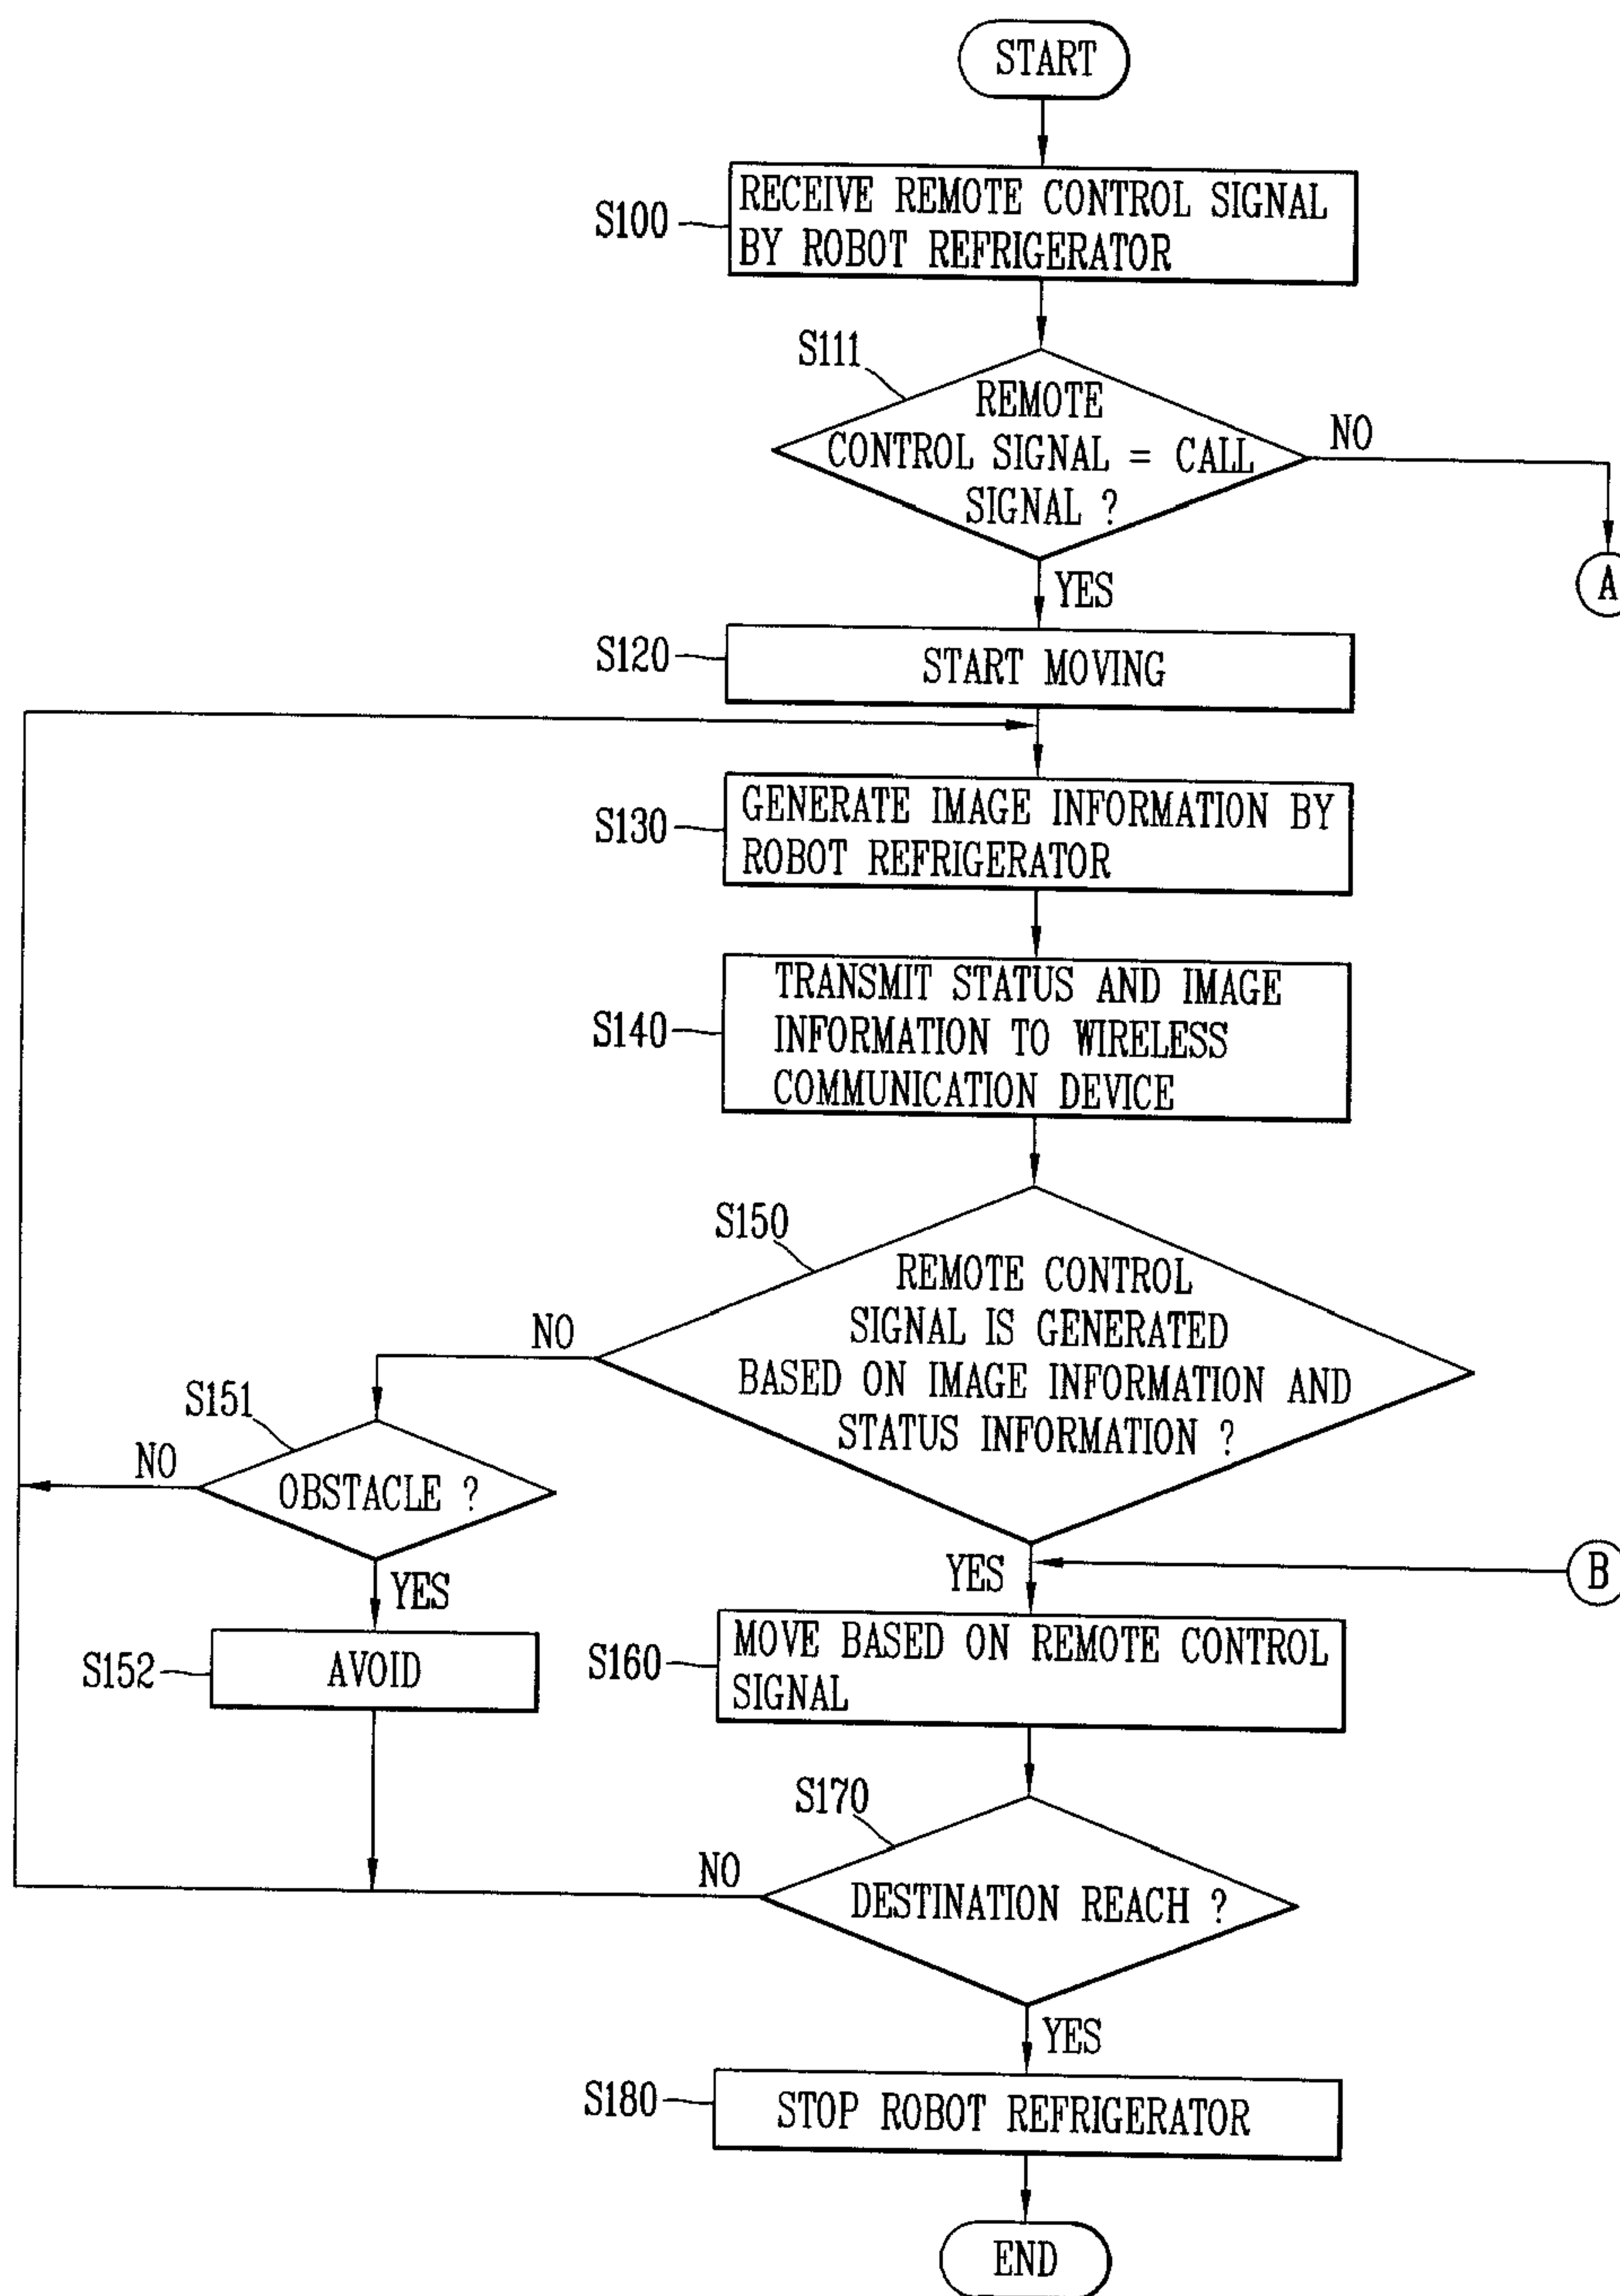 START
S100
RECEIVE REMOTE CONTROL SIGNAL
BY ROBOT REFRIGERATOR
S111
REMOTE
CONTROL SIGNAL = CALL
SIGNAL ?
NO
A
YES
S120
START MOVING
S130
GENERATE IMAGE INFORMATION BY
ROBOT REFRIGERATOR
S140
TRANSMIT STATUS AND IMAGE
INFORMATION TO WIRELESS
COMMUNICATION DEVICE
S150
REMOTE CONTROL
SIGNAL IS GENERATED
BASED ON IMAGE INFORMATION AND
STATUS INFORMATION ?
NO
S151
OBSTACLE ?
NO
YES
S152
AVOID
YES
B
S160
MOVE BASED ON REMOTE CONTROL
SIGNAL
S170
DESTINATION REACH ?
NO
YES
S180
STOP ROBOT REFRIGERATOR
END